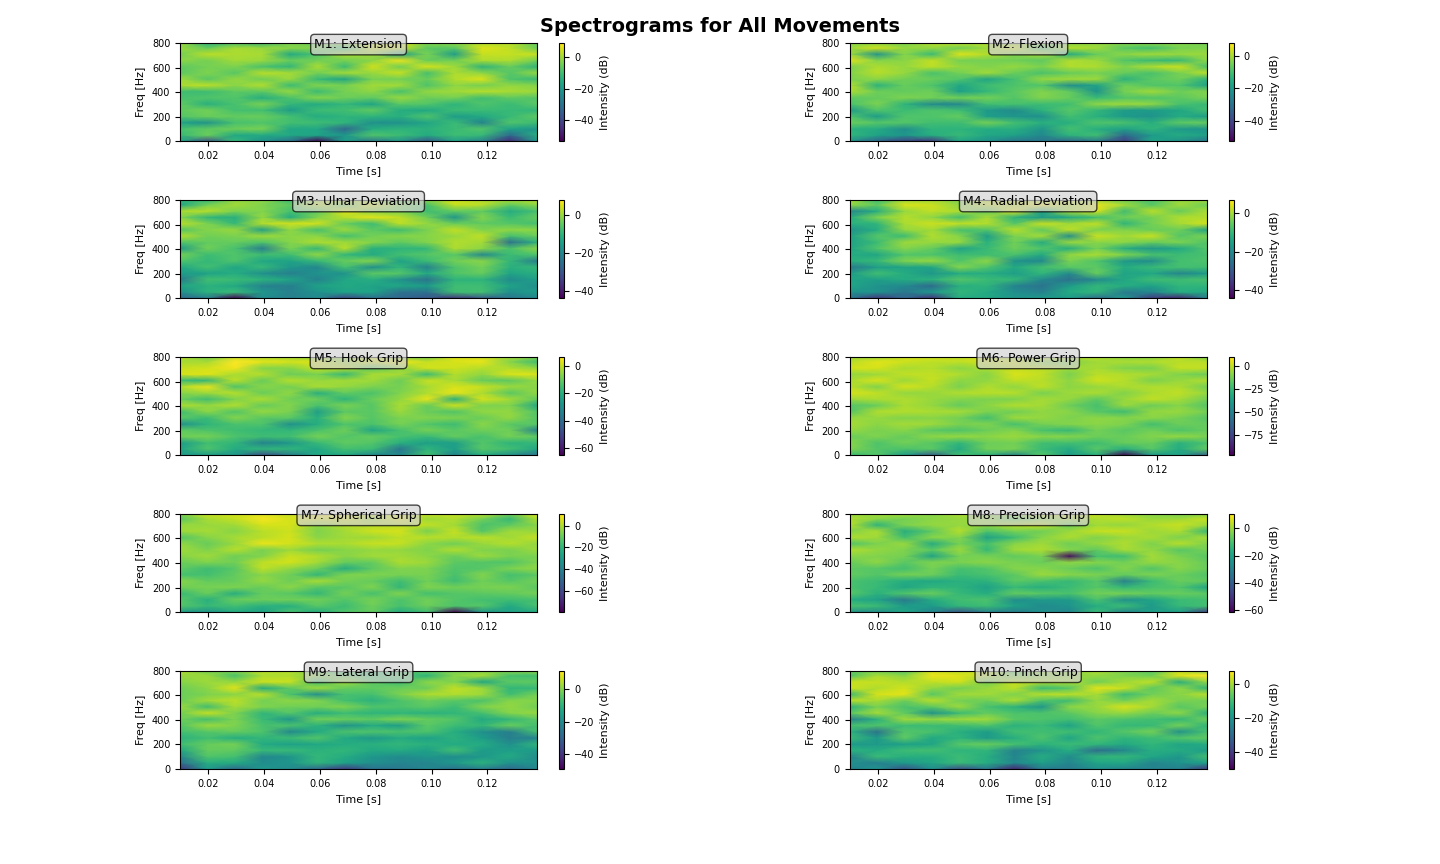 Spectrograms for All Movements
M1: Extension
800
600
400
200
0
Freq [Hz]
0.02 0.04 0.06 0.08 0.10 0.12
Time [s]
0
−20
−40
Intensity (dB)
M2: Flexion
800
600
400
200
0
Freq [Hz]
0.02 0.04 0.06 0.08 0.10 0.12
Time [s]
0
−20
−40
Intensity (dB)
M3: Ulnar Deviation
800
600
400
200
0
Freq [Hz]
0.02 0.04 0.06 0.08 0.10 0.12
Time [s]
0
−20
−40
Intensity (dB)
M4: Radial Deviation
800
600
400
200
0
Freq [Hz]
0.02 0.04 0.06 0.08 0.10 0.12
Time [s]
0
−20
−40
Intensity (dB)
M5: Hook Grip
800
600
400
200
0
Freq [Hz]
0.02 0.04 0.06 0.08 0.10 0.12
Time [s]
0
−20
−40
−60
Intensity (dB)
M6: Power Grip
800
600
400
200
0
Freq [Hz]
0.02 0.04 0.06 0.08 0.10 0.12
Time [s]
0
−25
−50
−75
Intensity (dB)
M7: Spherical Grip
800
600
400
200
0
Freq [Hz]
0.02 0.04 0.06 0.08 0.10 0.12
Time [s]
0
−20
−40
−60
Intensity (dB)
M8: Precision Grip
800
600
400
200
0
Freq [Hz]
0.02 0.04 0.06 0.08 0.10 0.12
Time [s]
0
−20
−40
−60
Intensity (dB)
M9: Lateral Grip
800
600
400
200
0
Freq [Hz]
0.02 0.04 0.06 0.08 0.10 0.12
Time [s]
0
−20
−40
Intensity (dB)
M10: Pinch Grip
800
600
400
200
0
Freq [Hz]
0.02 0.04 0.06 0.08 0.10 0.12
Time [s]
0
−20
−40
Intensity (dB)